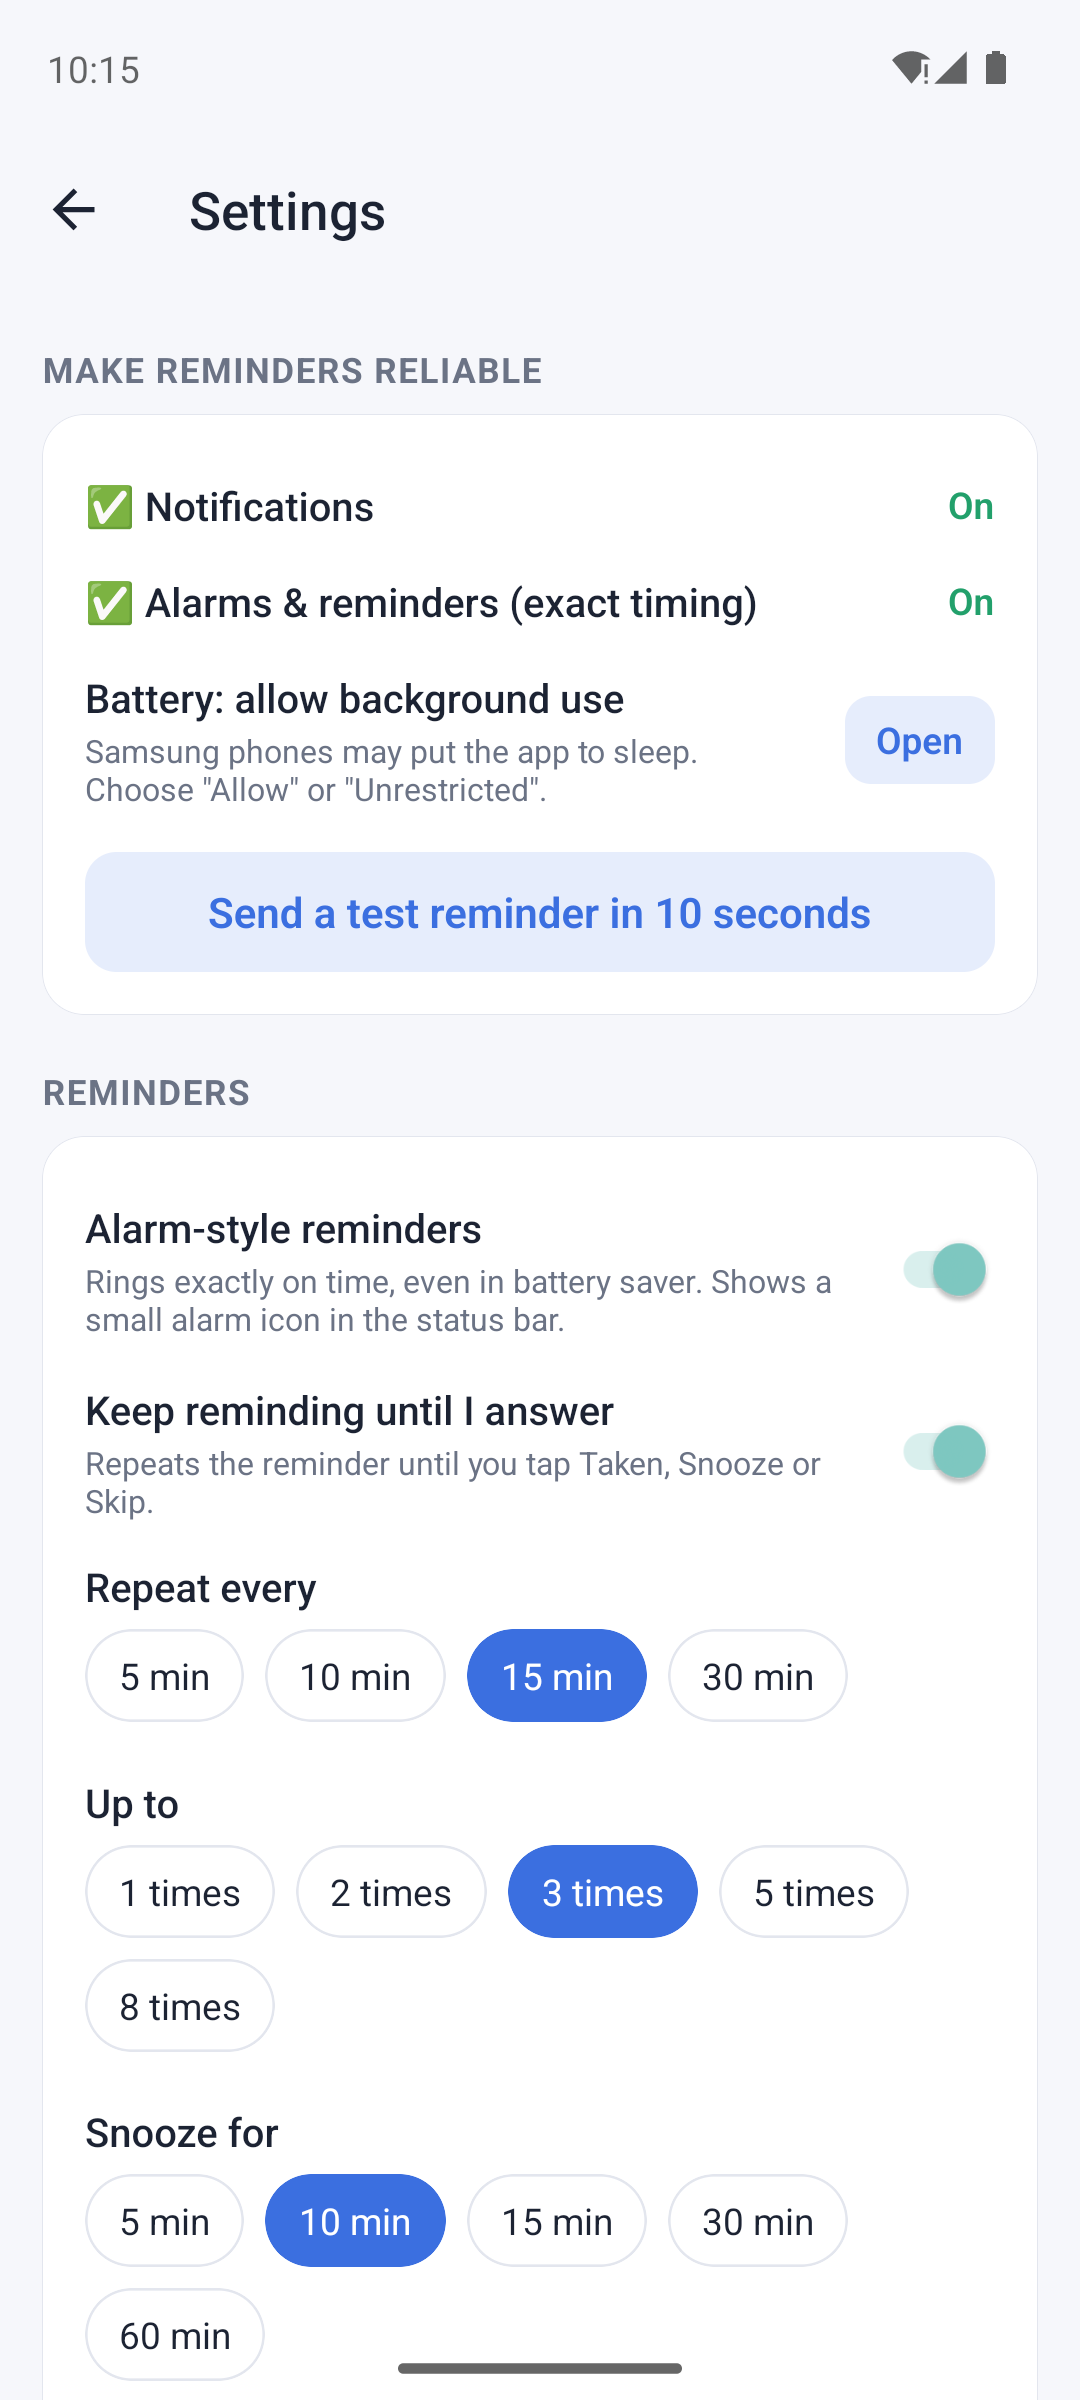 10:15
Settings
MAKE REMINDERS RELIABLE
✅ Notifications On
✅ Alarms & reminders (exact timing) On
Battery: allow background use
Samsung phones may put the app to sleep.
Choose "Allow" or "Unrestricted".
Open
Send a test reminder in 10 seconds
REMINDERS
Alarm-style reminders
Rings exactly on time, even in battery saver. Shows a
small alarm icon in the status bar.
Keep reminding until I answer
Repeats the reminder until you tap Taken, Snooze or
Skip.
Repeat every
5 min 10 min 15 min 30 min
Up to
1 times 2 times 3 times 5 times
8 times
Snooze for
5 min 10 min 15 min 30 min
60 min